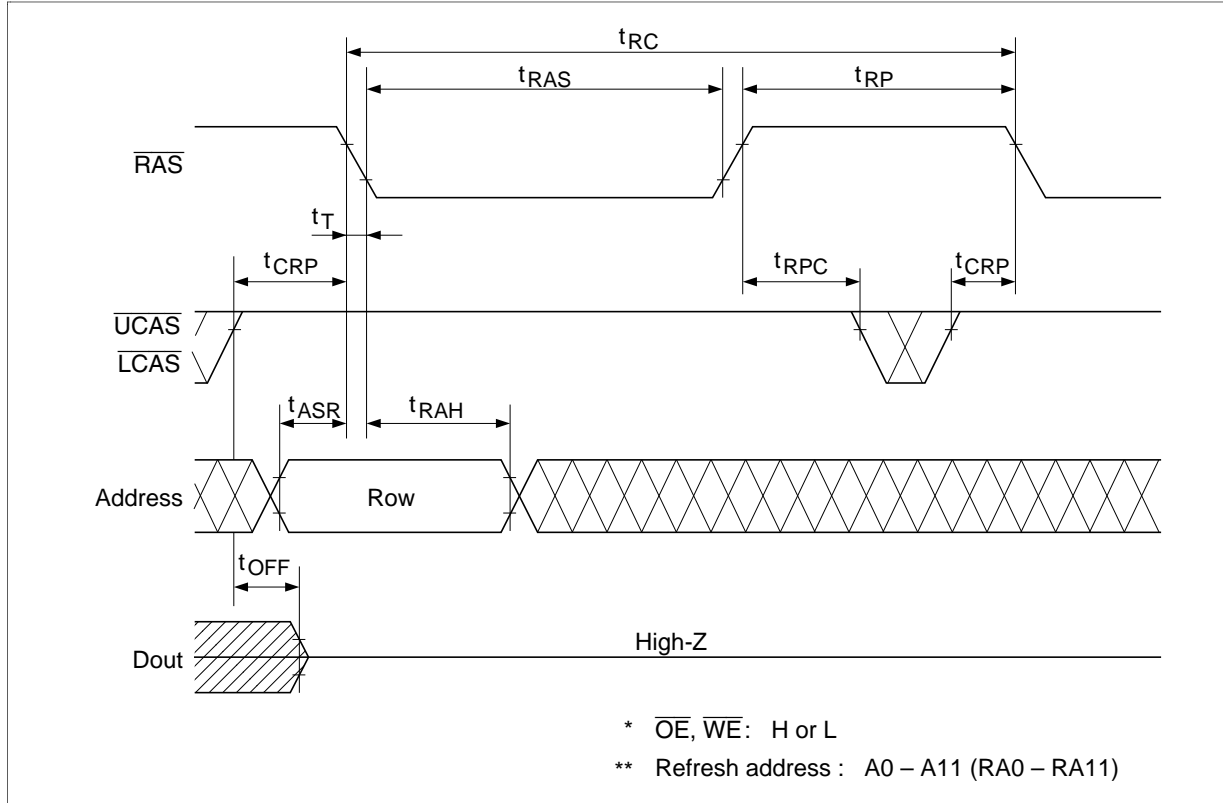 tRC
tRAS
tRP
RAS
tT
tCRP
tRPC
tCRP
UCAS
LCAS
tASR
tRAH
Address
Row
tOFF
High-Z
Dout
* OE, WE: H or L
** Refresh address : A0 – A11 (RA0 – RA11)